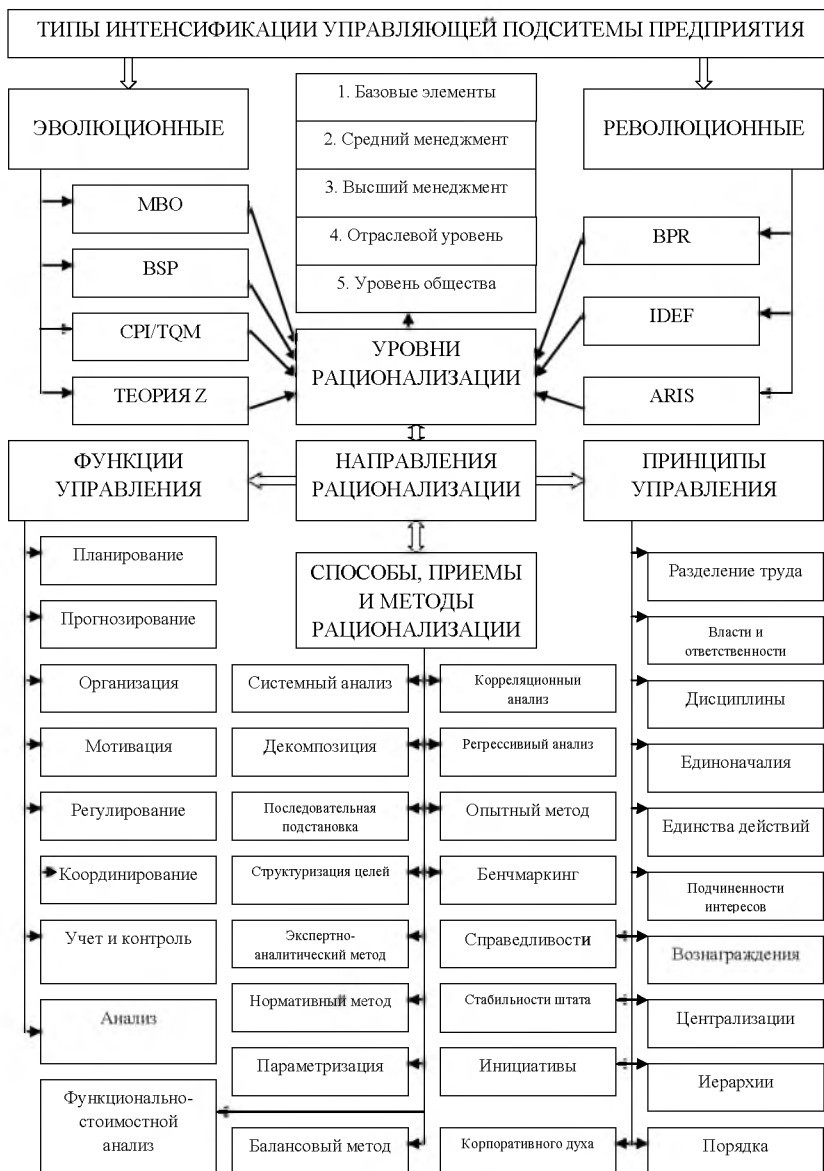 ТИПЫ ИНТЕНСИФИКАЦИИ УПРАВЛЯЮЩЕЙ ПОДСИТЕМЫ ПРЕДПРИЯТИЯ
ЭВОЛЮЦИОННЫЕ
1. Базовые элементы
2. Средний менеджмент
3. Высший менеджмент
4. Отраслевой уровень
5. Уровень общества
РЕВОЛЮЦИОННЫЕ
MBO
BSP
CPI/TQM
ТЕОРИЯ Z
BPR
IDEF
ARIS
УРОВНИ
РАЦИОНАЛИЗАЦИИ
ФУНКЦИИ
УПРАВЛЕНИЯ
НАПРАВЛЕНИЯ
РАЦИОНАЛИЗАЦИИ
ПРИНЦИПЫ
УПРАВЛЕНИЯ
СПОСОБЫ, ПРИЕМЫ
И МЕТОДЫ
РАЦИОНАЛИЗАЦИИ
Планирование
Прогнозирование
Организация
Мотивация
Регулирование
Координирование
Учет и контроль
Анализ
Функционально-
стоимостной
анализ
Системный анализ
Декомпозиция
Последовательная
подстановка
Структуризация целей
Экспертно-
аналитический метод
Нормативный метод
Параметризация
Балансовый метод
Корреляционный
анализ
Регрессивный анализ
Опытный метод
Бенчмаркинг
Справедливости
Стабильности штата
Инициативы
Корпоративного духа
Разделение труда
Власти и
ответственности
Дисциплины
Единоначалия
Единства действий
Подчиненности
интересов
Вознаграждения
Централизации
Иерархии
Порядка